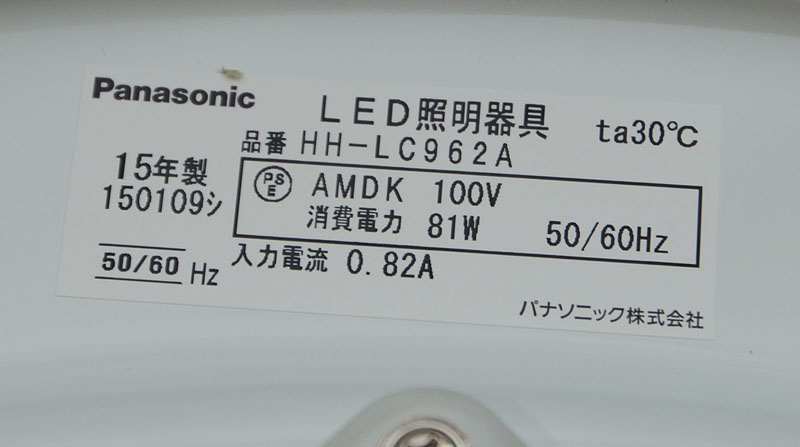 Panasonic
LED照明器具 ta30℃
品番 HH-LC962A
15年製
150109シ
PSE AMDK 100V
消費電力 81W 50/60Hz
50/60 Hz
入力電流 0.82A
パナソニック株式会社